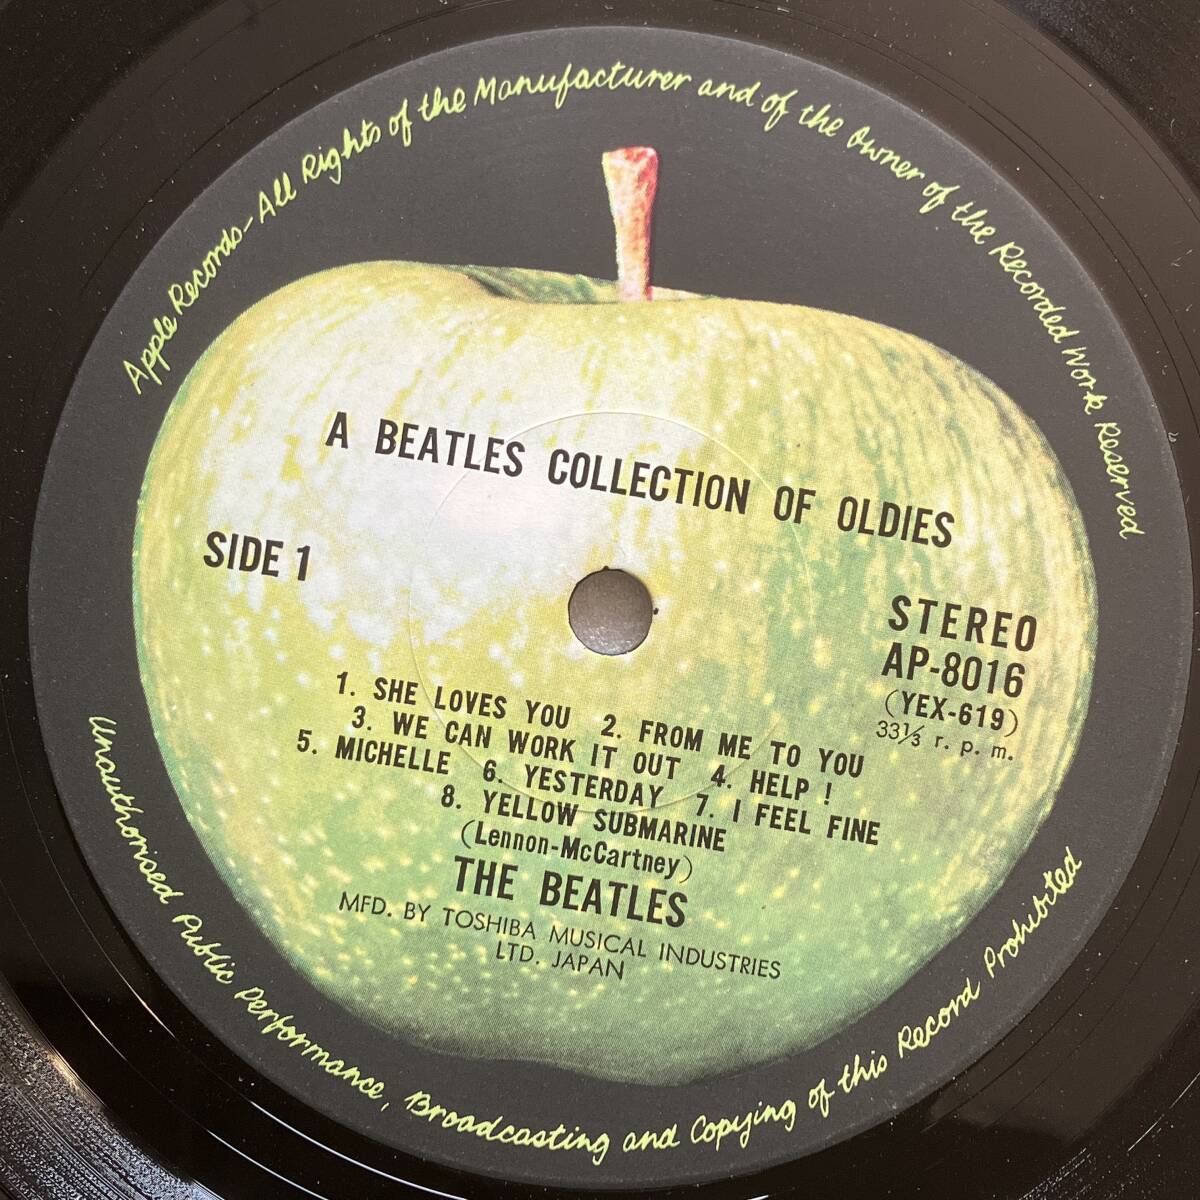 Apple Records—All Rights of the Manufacturer and of the Owner of the Recorded Work Reserved
A BEATLES COLLECTION OF OLDIES
SIDE 1
STEREO
AP-8016
(YEX-619)
33⅓ r. p. m.
1. SHE LOVES YOU 2. FROM ME TO YOU
3. WE CAN WORK IT OUT 4. HELP !
5. MICHELLE 6. YESTERDAY 7. I FEEL FINE
8. YELLOW SUBMARINE
(Lennon-McCartney)
THE BEATLES
MFD. BY TOSHIBA MUSICAL INDUSTRIES
LTD. JAPAN
Unauthorised Public Performance, Broadcasting and Copying of this Record Prohibited